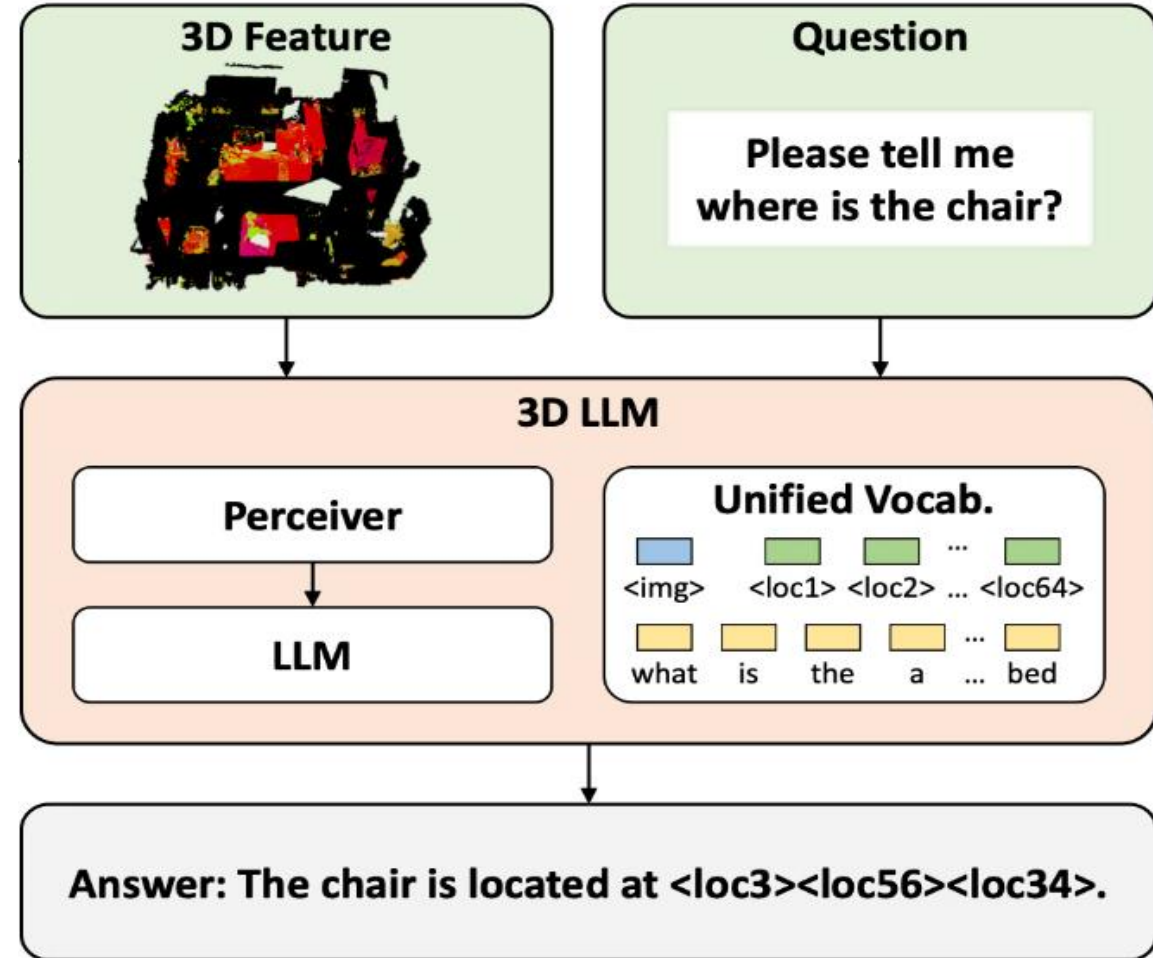 3D Feature
Question
Please tell me
where is the chair?
3D LLM
Perceiver
LLM
Unified Vocab.
...
<img> <loc1> <loc2> ... <loc64>
...
what is the a ... bed
Answer: The chair is located at <loc3><loc56><loc34>.